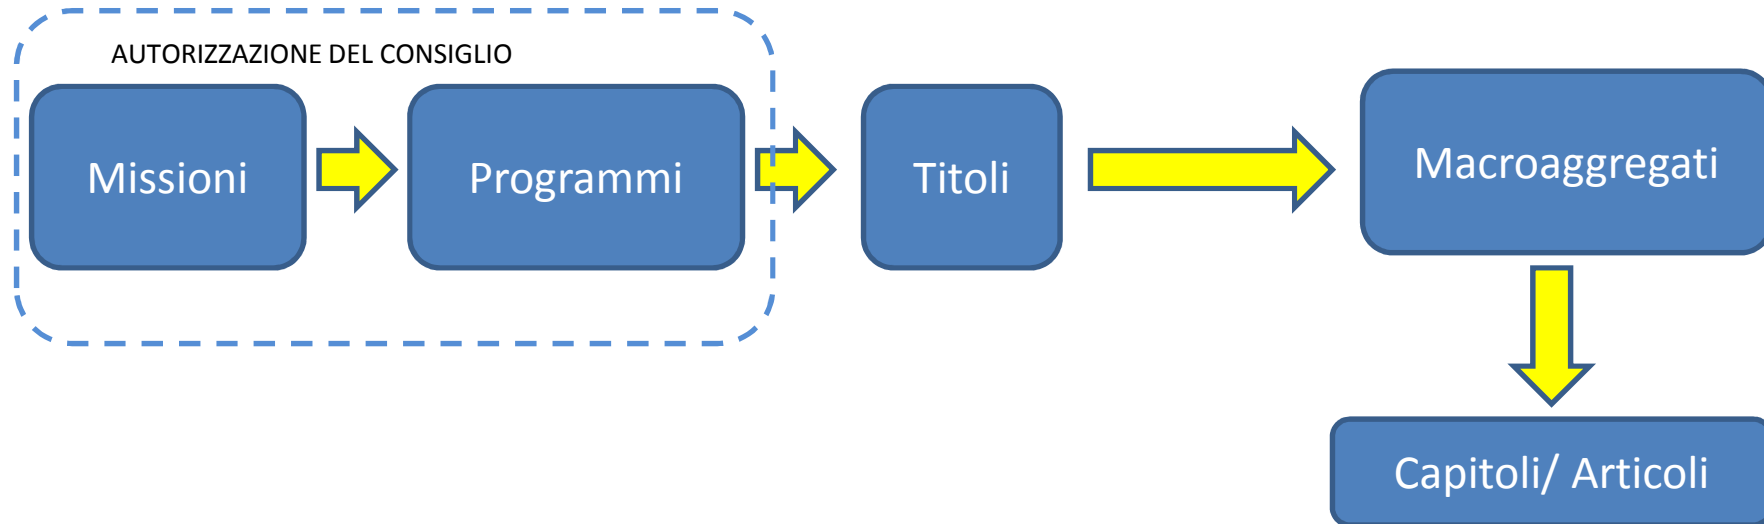 AUTORIZZAZIONE DEL CONSIGLIO
Missioni
Programmi
Titoli
Macroaggregati
Capitoli/ Articoli